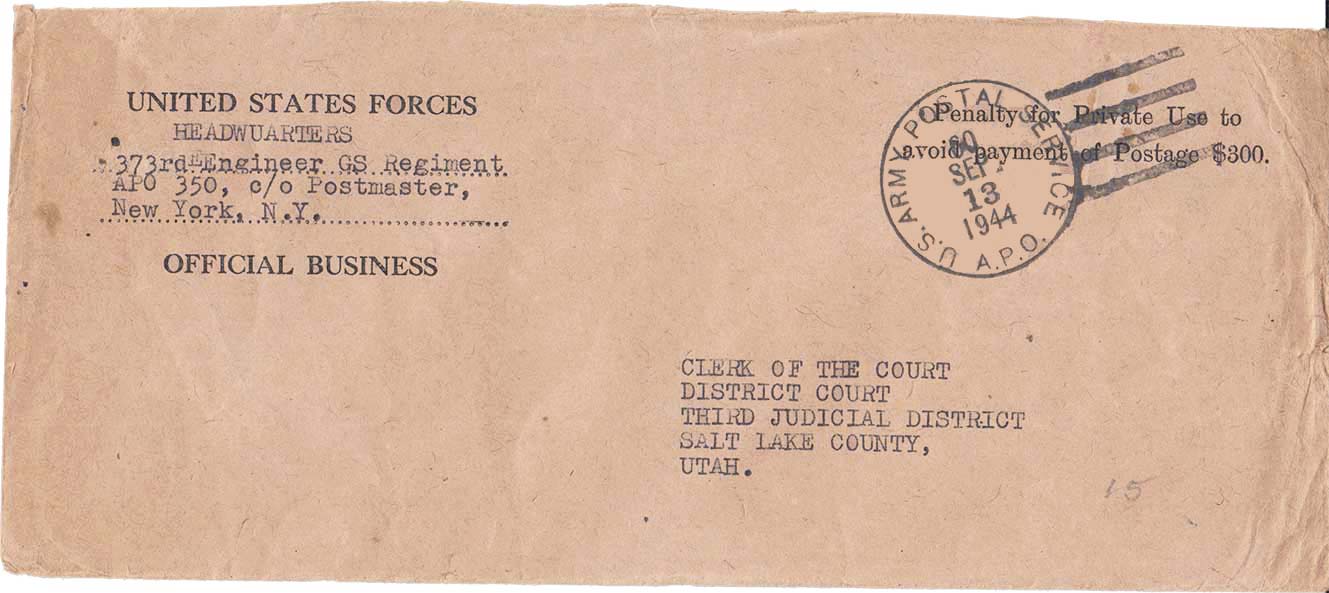 UNITED STATES FORCES
HEADWUARTERS
373rd Engineer GS Regiment
APO 350, c/o Postmaster,
New York, N.Y.
OFFICIAL BUSINESS
Penalty for Private Use to
avoid payment of Postage $300.
U.S. ARMY POSTAL SERVICE
SEP
13
1944
A.P.O.
CLERK OF THE COURT
DISTRICT COURT
THIRD JUDICIAL DISTRICT
SALT LAKE COUNTY,
UTAH.
15